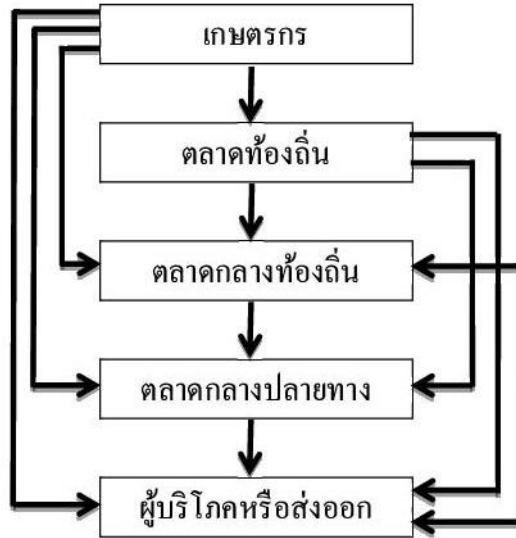 เกษตรกร
ตลาดท้องถิ่น
ตลาดกลางท้องถิ่น
ตลาดกลางปลายทาง
ผู้บริโภคหรือส่งออก